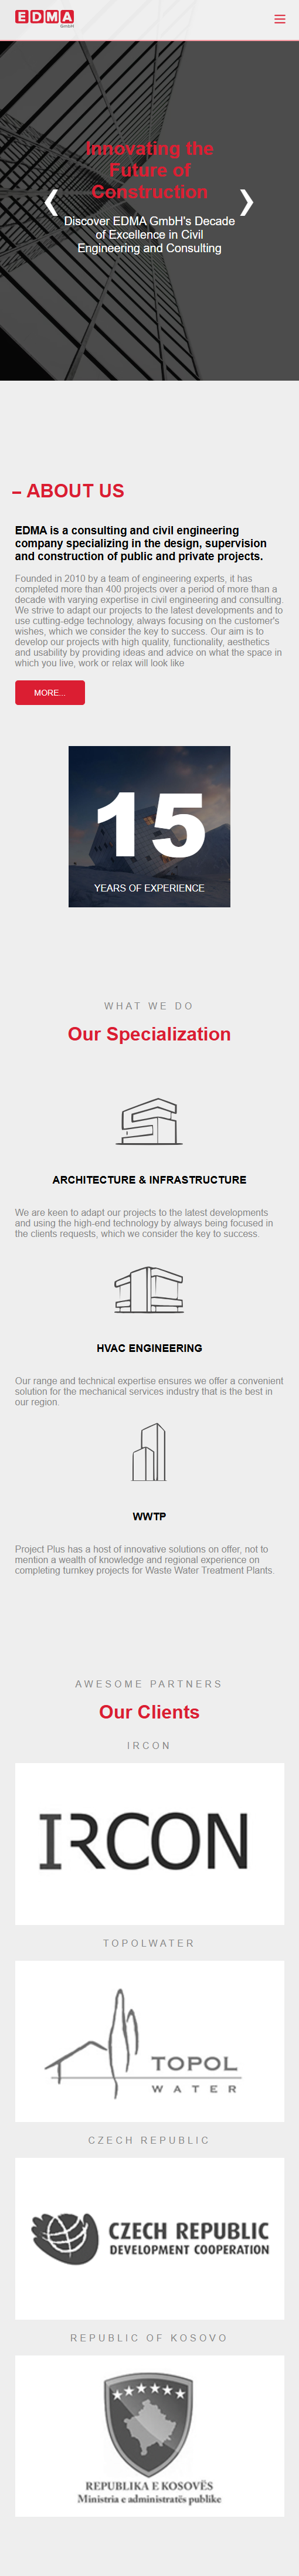 EDMA
GmbH
Innovating the
Future of
Construction
Discover EDMA GmbH's Decade
of Excellence in Civil
Engineering and Consulting
– ABOUT US
EDMA is a consulting and civil engineering
company specializing in the design, supervision
and construction of public and private projects.
Founded in 2010 by a team of engineering experts, it has
completed more than 400 projects over a period of more than a
decade with varying expertise in civil engineering and consulting.
We strive to adapt our projects to the latest developments and to
use cutting-edge technology, always focusing on the customer's
wishes, which we consider the key to success. Our aim is to
develop our projects with high quality, functionality, aesthetics
and usability by providing ideas and advice on what the space in
which you live, work or relax will look like
MORE...
15
YEARS OF EXPERIENCE
WHAT WE DO
Our Specialization
ARCHITECTURE & INFRASTRUCTURE
We are keen to adapt our projects to the latest developments
and using the high-end technology by always being focused in
the clients requests, which we consider the key to success.
HVAC ENGINEERING
Our range and technical expertise ensures we offer a convenient
solution for the mechanical services industry that is the best in
our region.
WWTP
Project Plus has a host of innovative solutions on offer, not to
mention a wealth of knowledge and regional experience on
completing turnkey projects for Waste Water Treatment Plants.
AWESOME PARTNERS
Our Clients
IRCON
IRCON
TOPOLWATER
TOPOL
WATER
CZECH REPUBLIC
CZECH REPUBLIC
DEVELOPMENT COOPERATION
REPUBLIC OF KOSOVO
REPUBLIKA E KOSOVËS
Ministria e administratës publike